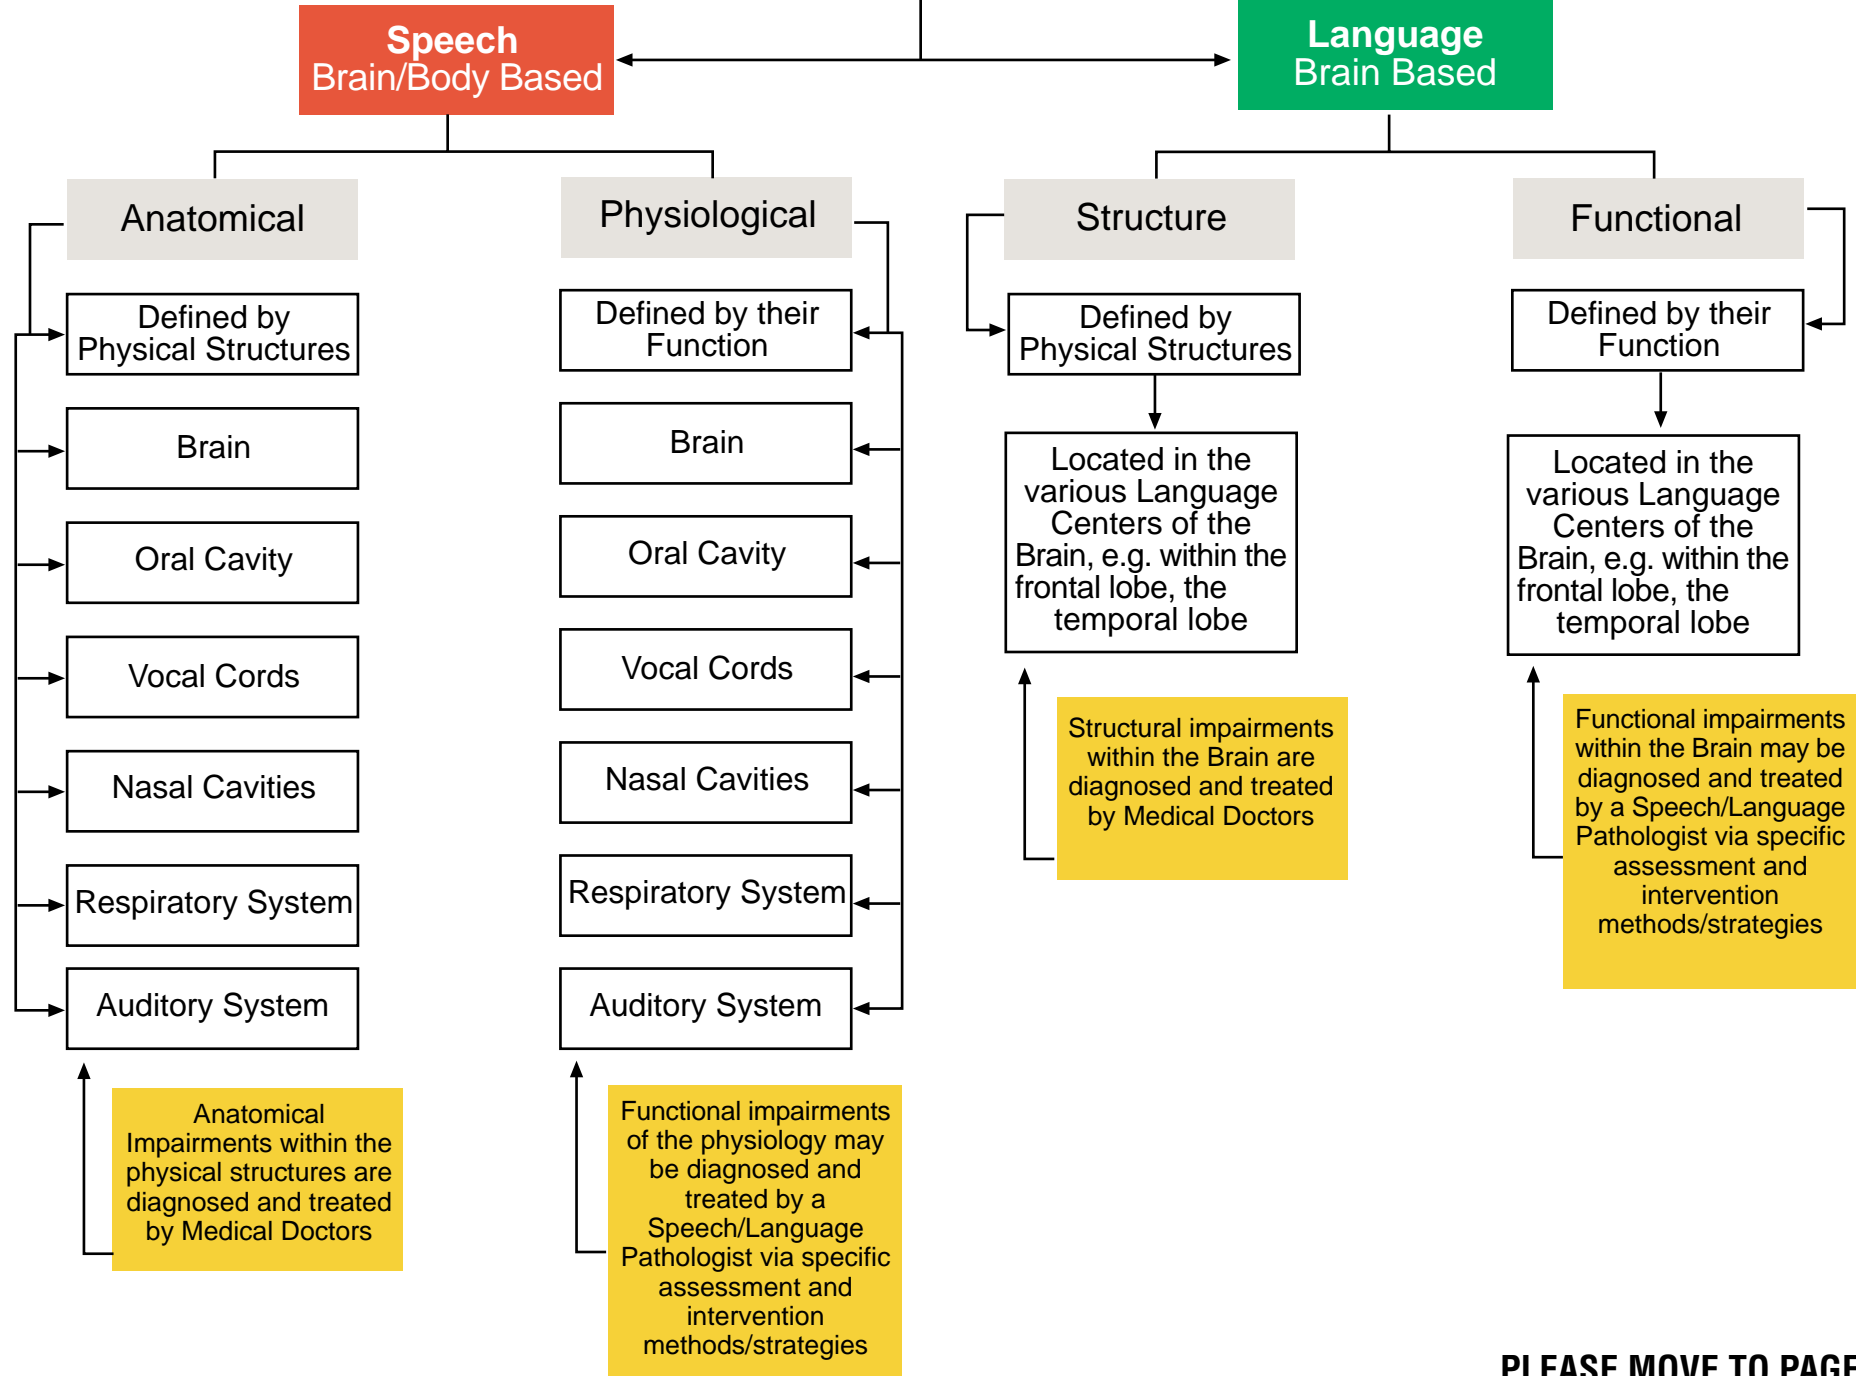 Speech
Brain/Body Based
Language
Brain Based
Anatomical
Defined by
Physical Structures
Brain
Oral Cavity
Vocal Cords
Nasal Cavities
Respiratory System
Auditory System
Anatomical
Impairments within the
physical structures are
diagnosed and treated
by Medical Doctors
Physiological
Defined by their
Function
Brain
Oral Cavity
Vocal Cords
Nasal Cavities
Respiratory System
Auditory System
Functional impairments
of the physiology may
be diagnosed and
treated by a
Speech/Language
Pathologist via specific
assessment and
intervention
methods/strategies
Structure
Defined by
Physical Structures
Located in the
various Language
Centers of the
Brain, e.g. within the
frontal lobe, the
temporal lobe
Structural impairments
within the Brain are
diagnosed and treated
by Medical Doctors
Functional
Defined by their
Function
Located in the
various Language
Centers of the
Brain, e.g. within the
frontal lobe, the
temporal lobe
Functional impairments
within the Brain may be
diagnosed and treated
by a Speech/Language
Pathologist via specific
assessment and
intervention
methods/strategies
PLEASE MOVE TO PAGE